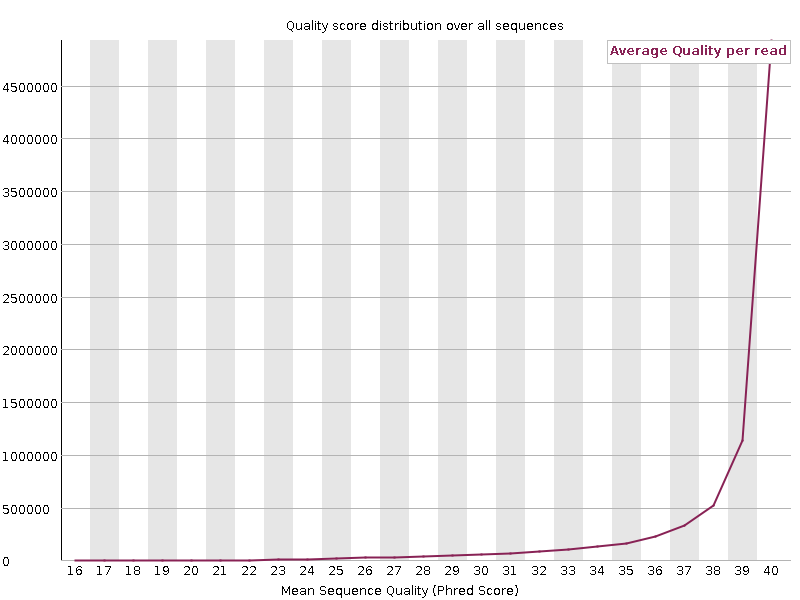 Quality score distribution over all sequences
Average Quality per read
4500000
4000000
3500000
3000000
2500000
2000000
1500000
1000000
500000
0
16 17 18 19 20 21 22 23 24 25 26 27 28 29 30 31 32 33 34 35 36 37 38 39 40
Mean Sequence Quality (Phred Score)